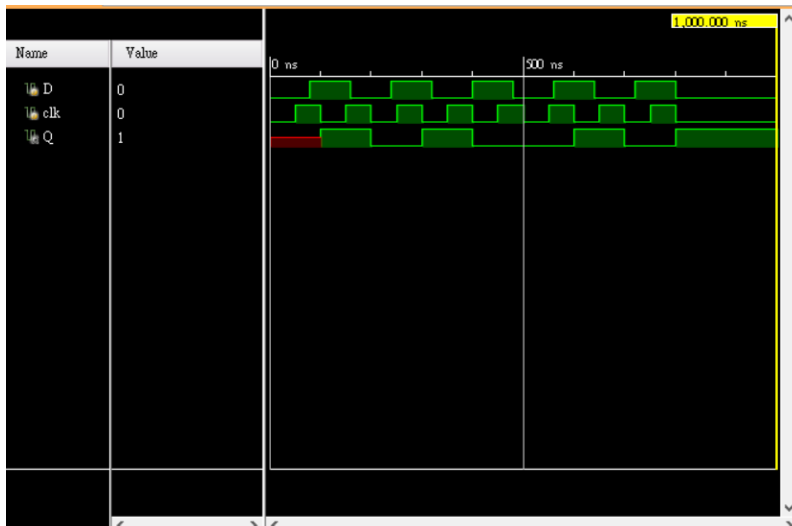 1,000.000 ns
Name Value
0 ns 500 ns
D 0
clk 0
Q 1